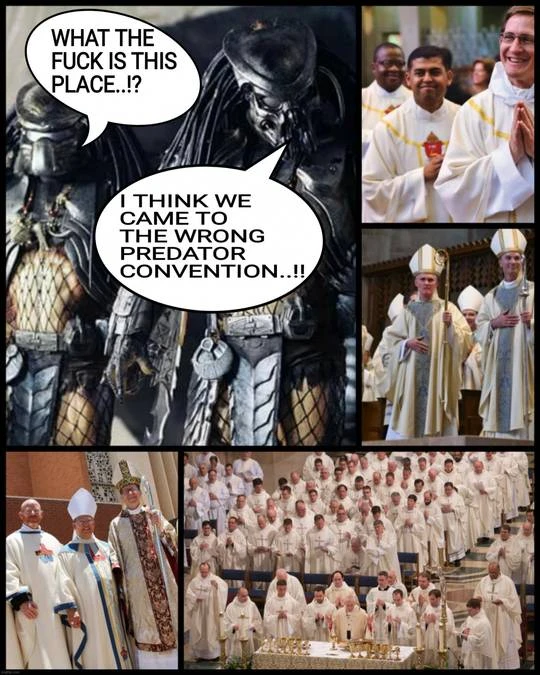 WHAT THE
FUCK IS THIS
PLACE..!?
I THINK WE
CAME TO
THE WRONG
PREDATOR
CONVENTION..!!